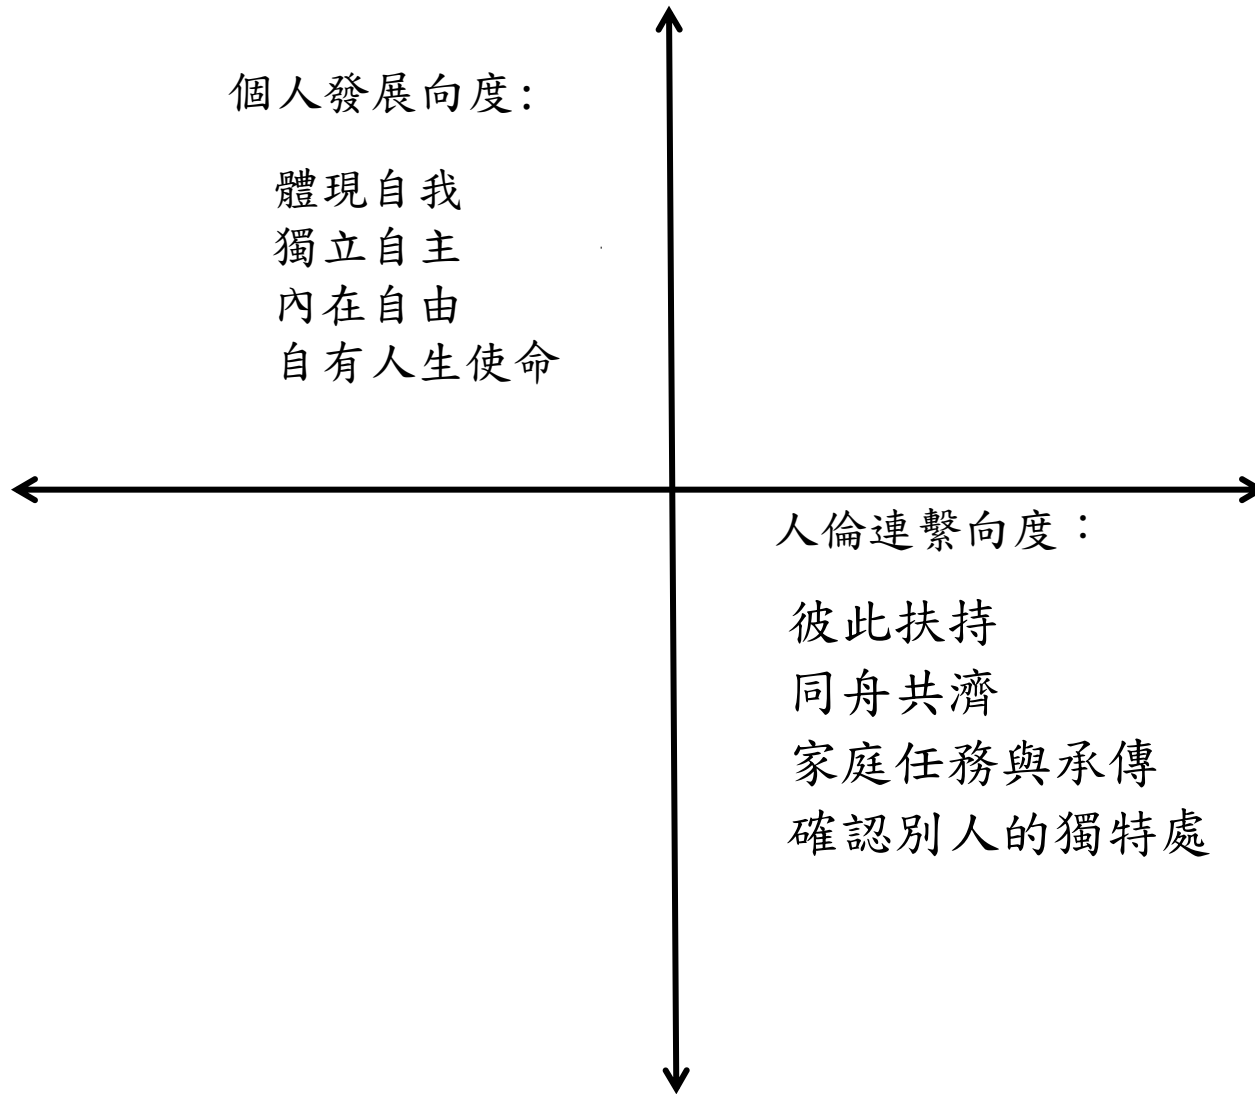 個人發展向度:
體現自我
獨立自主
內在自由
自有人生使命
人倫連繫向度：
彼此扶持
同舟共濟
家庭任務與承傳
確認別人的獨特處